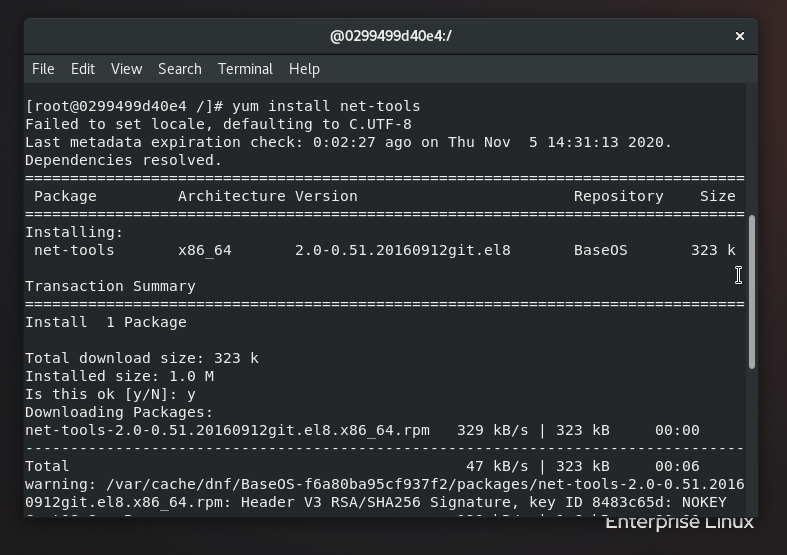 @0299499d40e4:/ ×
File Edit View Search Terminal Help
[root@0299499d40e4 /]# yum install net-tools
Failed to set locale, defaulting to C.UTF-8
Last metadata expiration check: 0:02:27 ago on Thu Nov  5 14:31:13 2020.
Dependencies resolved.
================================================================================
 Package         Architecture Version                        Repository    Size
================================================================================
Installing:
 net-tools       x86_64       2.0-0.51.20160912git.el8       BaseOS       323 k

Transaction Summary
================================================================================
Install  1 Package

Total download size: 323 k
Installed size: 1.0 M
Is this ok [y/N]: y
Downloading Packages:
net-tools-2.0-0.51.20160912git.el8.x86_64.rpm   329 kB/s | 323 kB     00:00
--------------------------------------------------------------------------------
Total                                            47 kB/s | 323 kB     00:06
warning: /var/cache/dnf/BaseOS-f6a80ba95cf937f2/packages/net-tools-2.0-0.51.2016
0912git.el8.x86_64.rpm: Header V3 RSA/SHA256 Signature, key ID 8483c65d: NOKEY
Enterprise Linux